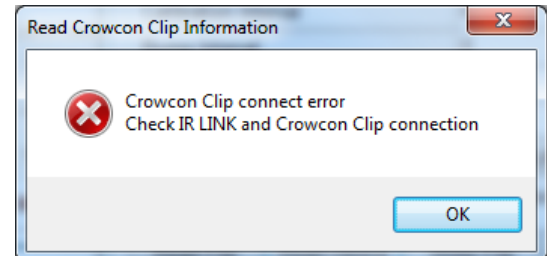 Read Crowcon Clip Information
Crowcon Clip connect error
Check IR LINK and Crowcon Clip connection
OK